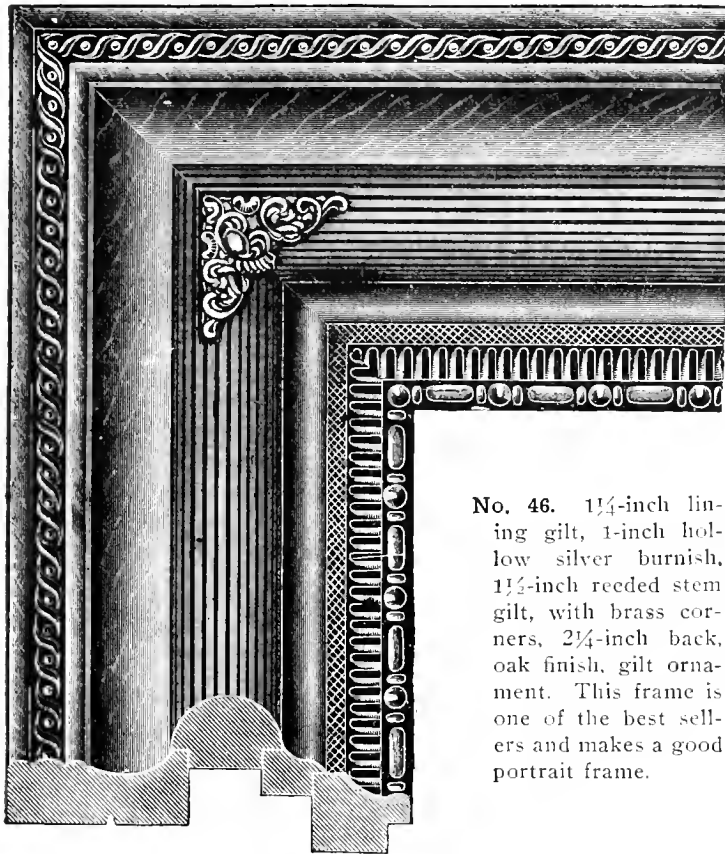 No. 46. 1¼-inch lin-
ing gilt, 1-inch hol-
low silver burnish,
1½-inch reeded stem
gilt, with brass cor-
ners, 2¼-inch back,
oak finish, gilt orna-
ment. This frame is
one of the best sell-
ers and makes a good
portrait frame.